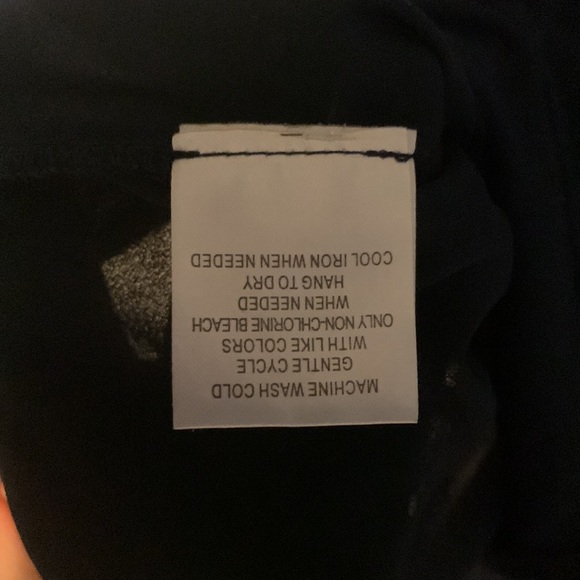 MACHINE WASH COLD
GENTLE CYCLE
WITH LIKE COLORS
ONLY NON-CHLORINE BLEACH
WHEN NEEDED
HANG TO DRY
COOL IRON WHEN NEEDED